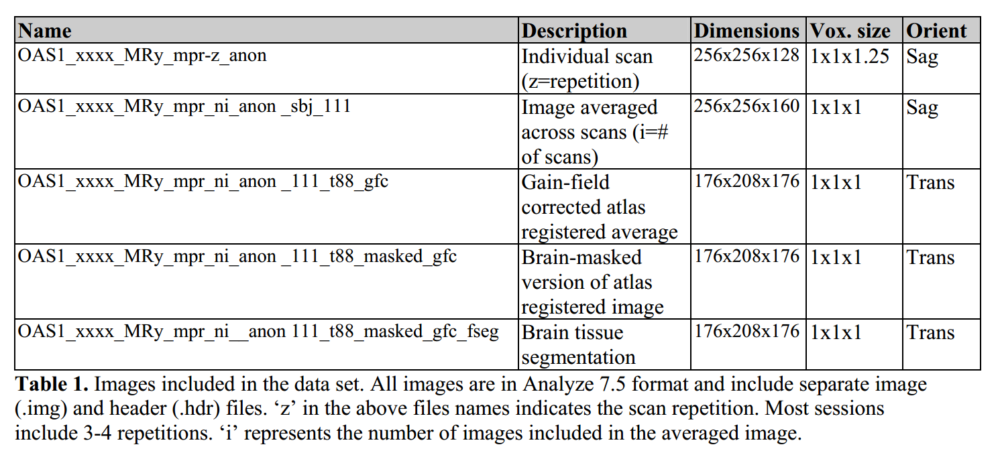 Name Description Dimensions Vox. size Orient
OAS1_xxxx_MRy_mpr-z_anon Individual scan 256x256x128 1x1x1.25 Sag
(z=repetition)
OAS1_xxxx_MRy_mpr_ni_anon _sbj_111 Image averaged 256x256x160 1x1x1 Sag
across scans (i=#
of scans)
OAS1_xxxx_MRy_mpr_ni_anon _111_t88_gfc Gain-field 176x208x176 1x1x1 Trans
corrected atlas
registered average
OAS1_xxxx_MRy_mpr_ni_anon _111_t88_masked_gfc Brain-masked 176x208x176 1x1x1 Trans
version of atlas
registered image
OAS1_xxxx_MRy_mpr_ni__anon 111_t88_masked_gfc_fseg Brain tissue 176x208x176 1x1x1 Trans
segmentation
Table 1. Images included in the data set. All images are in Analyze 7.5 format and include separate image
(.img) and header (.hdr) files. ‘z’ in the above files names indicates the scan repetition. Most sessions
include 3-4 repetitions. ‘i’ represents the number of images included in the averaged image.